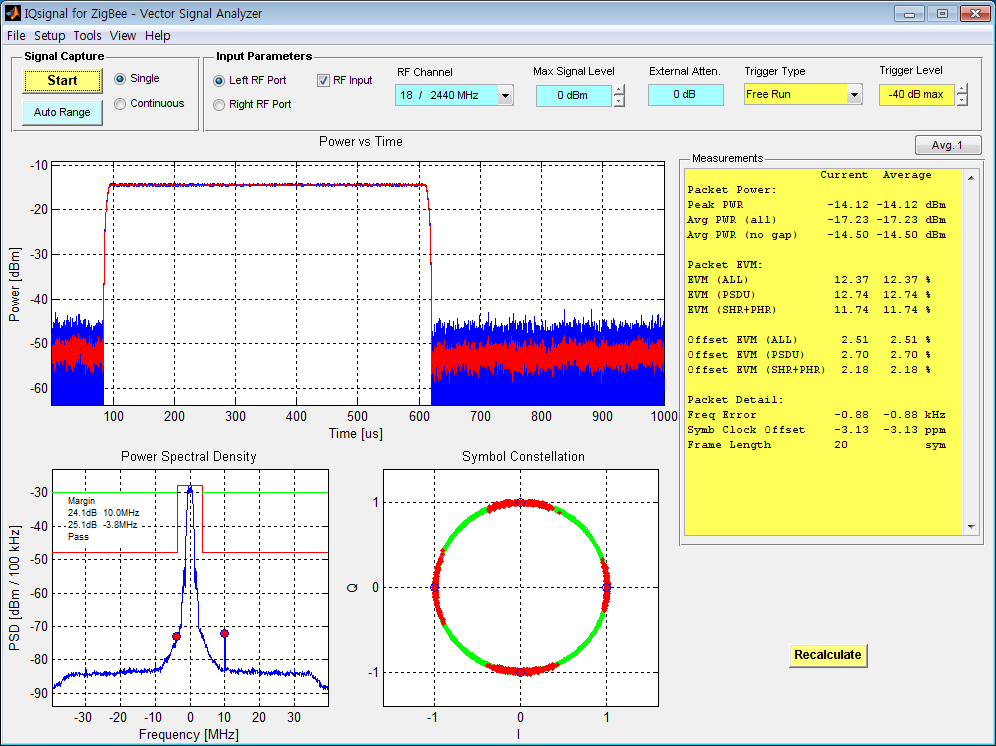 IQsignal for ZigBee - Vector Signal Analyzer
File Setup Tools View Help
Signal Capture
Start
Auto Range
Single
Continuous
Input Parameters
Left RF Port
Right RF Port
RF Input
RF Channel
18 / 2440 MHz
Max Signal Level
0 dBm
External Atten.
0 dB
Trigger Type
Free Run
Trigger Level
-40 dB max
Avg. 1
Power vs Time
Power [dBm]
-10
-20
-30
-40
-50
-60
100 200 300 400 500 600 700 800 900 1000
Time [us]
Measurements
Current Average
Packet Power:
Peak PWR -14.12 -14.12 dBm
Avg PWR (all) -17.23 -17.23 dBm
Avg PWR (no gap) -14.50 -14.50 dBm
Packet EVM:
EVM (ALL) 12.37 12.37 %
EVM (PSDU) 12.74 12.74 %
EVM (SHR+PHR) 11.74 11.74 %
Offset EVM (ALL) 2.51 2.51 %
Offset EVM (PSDU) 2.70 2.70 %
Offset EVM (SHR+PHR) 2.18 2.18 %
Packet Detail:
Freq Error -0.88 -0.88 kHz
Symb Clock Offset -3.13 -3.13 ppm
Frame Length 20 sym
Power Spectral Density
PSD [dBm / 100 kHz]
-30
-40
-50
-60
-70
-80
-90
Margin
24.1dB 10.0MHz
25.1dB -3.8MHz
Pass
-30 -20 -10 0 10 20 30
Frequency [MHz]
Symbol Constellation
Q
1
0
-1
-1 0 1
I
Recalculate